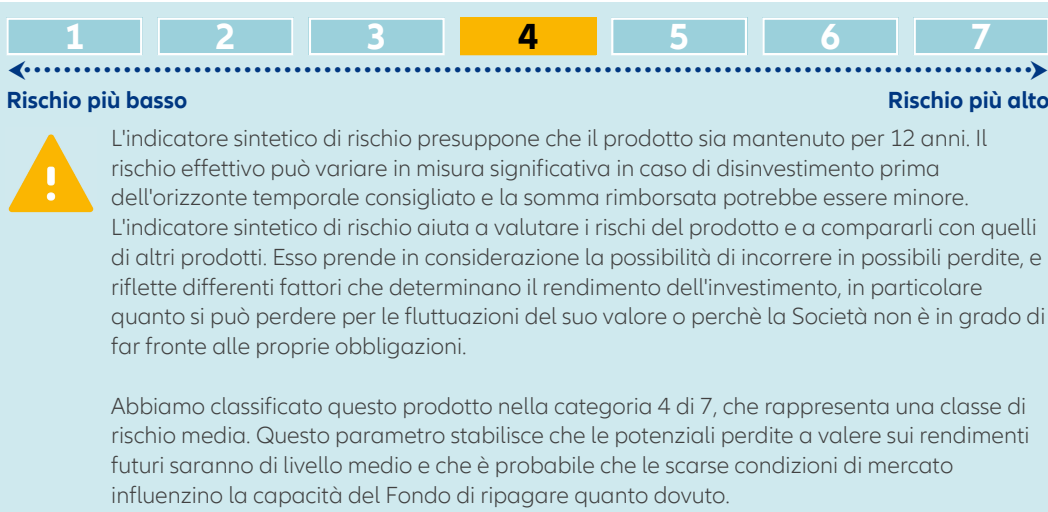 1 2 3 4 5 6 7
Rischio più basso Rischio più alto
L'indicatore sintetico di rischio presuppone che il prodotto sia mantenuto per 12 anni. Il
rischio effettivo può variare in misura significativa in caso di disinvestimento prima
dell'orizzonte temporale consigliato e la somma rimborsata potrebbe essere minore.
L'indicatore sintetico di rischio aiuta a valutare i rischi del prodotto e a compararli con quelli
di altri prodotti. Esso prende in considerazione la possibilità di incorrere in possibili perdite, e
riflette differenti fattori che determinano il rendimento dell'investimento, in particolare
quanto si può perdere per le fluttuazioni del suo valore o perchè la Società non è in grado di
far fronte alle proprie obbligazioni.
Abbiamo classificato questo prodotto nella categoria 4 di 7, che rappresenta una classe di
rischio media. Questo parametro stabilisce che le potenziali perdite a valere sui rendimenti
futuri saranno di livello medio e che è probabile che le scarse condizioni di mercato
influenzino la capacità del Fondo di ripagare quanto dovuto.